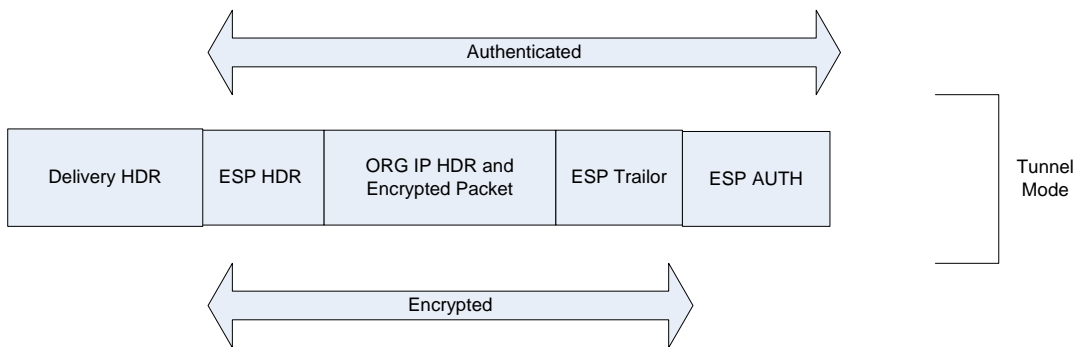 Authenticated
Delivery HDR
ESP HDR
ORG IP HDR and
Encrypted Packet
ESP Trailor
ESP AUTH
Tunnel
Mode
Encrypted